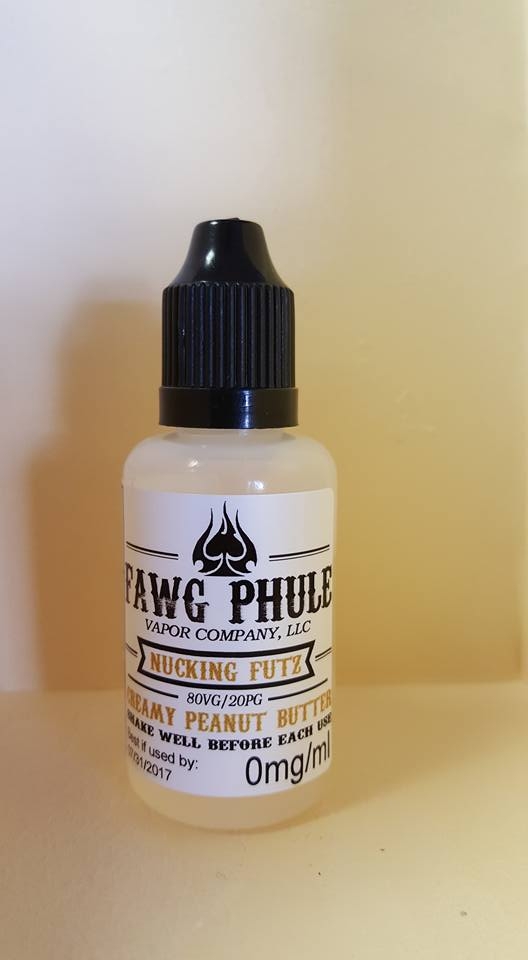 FAWG PHULE
VAPOR COMPANY, LLC
NUCKING FUTZ
80VG/20PG
CREAMY PEANUT BUTTER
SHAKE WELL BEFORE EACH USE
Best if used by:
0mg/ml